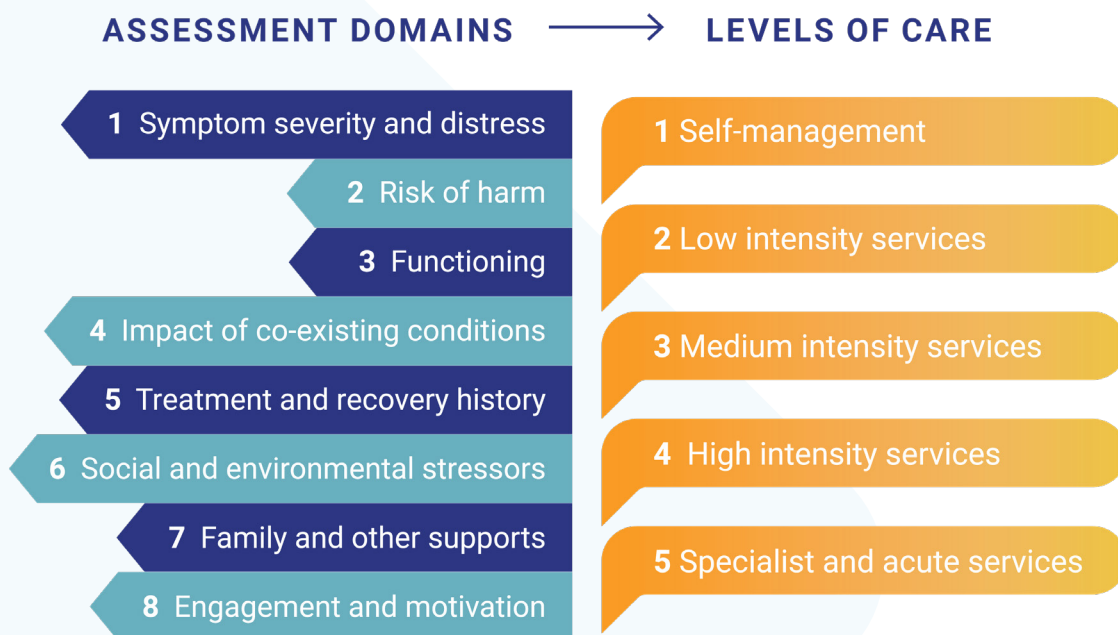 ASSESSMENT DOMAINS
1 Symptom severity and distress
2 Risk of harm
3 Functioning
4 Impact of co-existing conditions
5 Treatment and recovery history
6 Social and environmental stressors
7 Family and other supports
8 Engagement and motivation
LEVELS OF CARE
1 Self-management
2 Low intensity services
3 Medium intensity services
4 High intensity services
5 Specialist and acute services